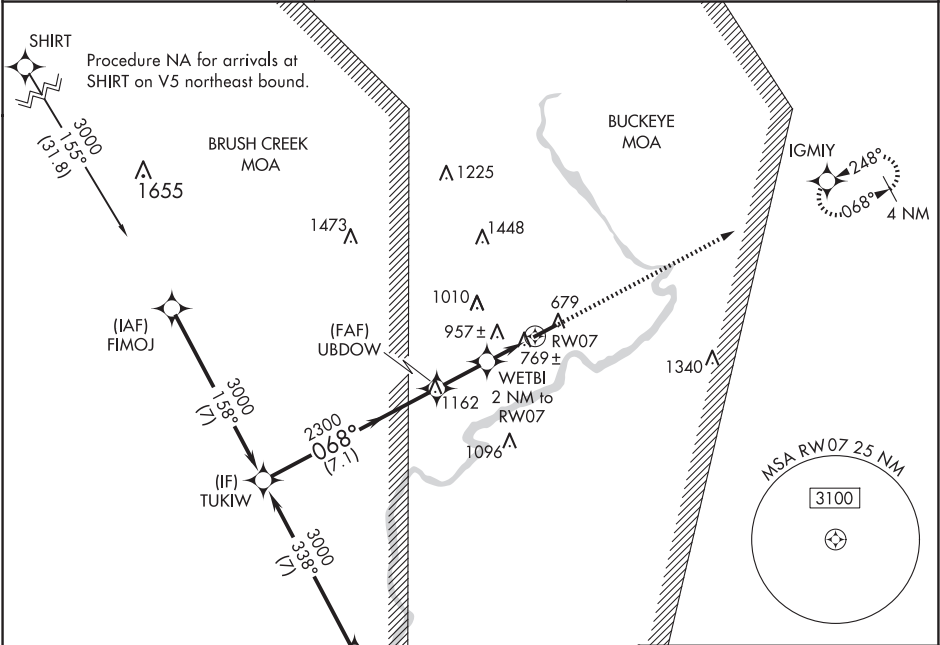 SHIRT
Procedure NA for arrivals at
SHIRT on V5 northeast bound.
3000
155°
(31.8)
1655
BRUSH CREEK
MOA
1473
1225
1448
BUCKEYE
MOA
IGMIY
248°
068°
4 NM
(IAF)
FIMOJ
1010
957 ±
679
RW07
769 ±
(FAF)
UBDOW
WETBI
2 NM to
RW07
1162
1340
3000
158°
(7)
2300
068°
(7.1)
1096
(IF)
TUKIW
3000
338°
(7)
MSA RW07 25 NM
3100